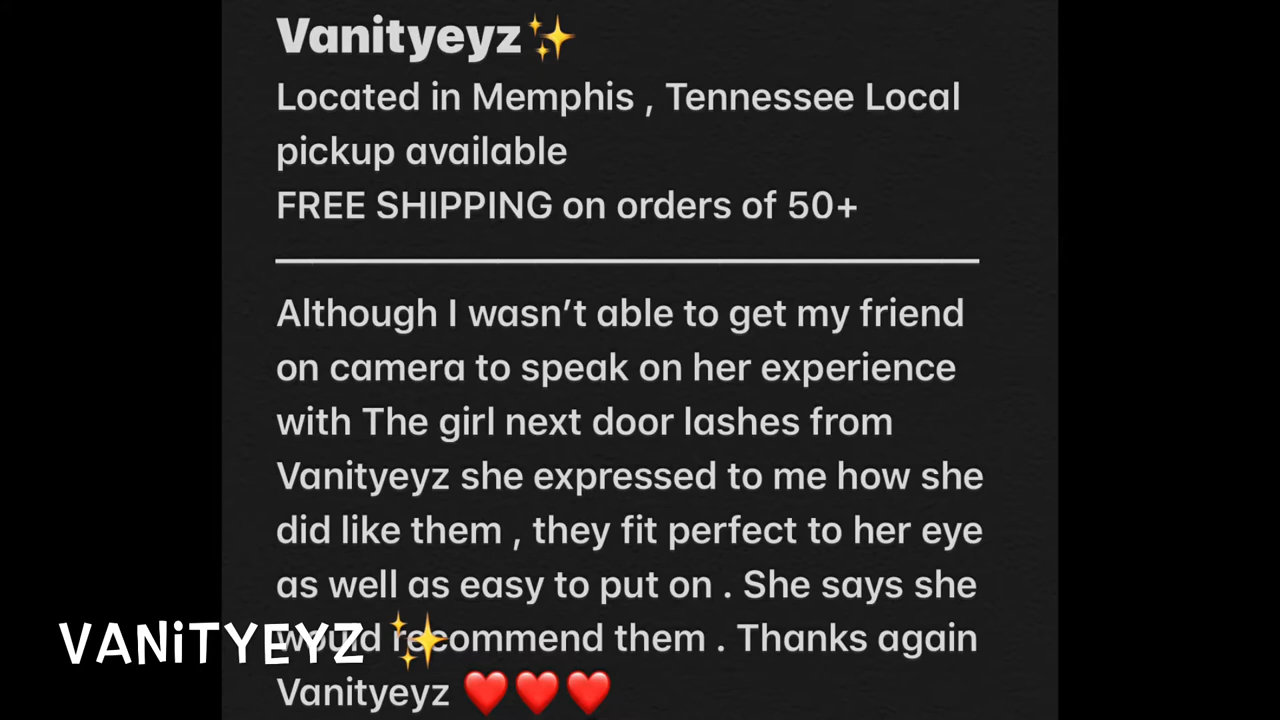 Vanityeyz✨
Located in Memphis , Tennessee Local
pickup available
FREE SHIPPING on orders of 50+
Although I wasn’t able to get my friend
on camera to speak on her experience
with The girl next door lashes from
Vanityeyz she expressed to me how she
did like them , they fit perfect to her eye
as well as easy to put on . She says she
would recommend them . Thanks again
Vanityeyz ❤️❤️❤️
VANiTYEYZ ✨